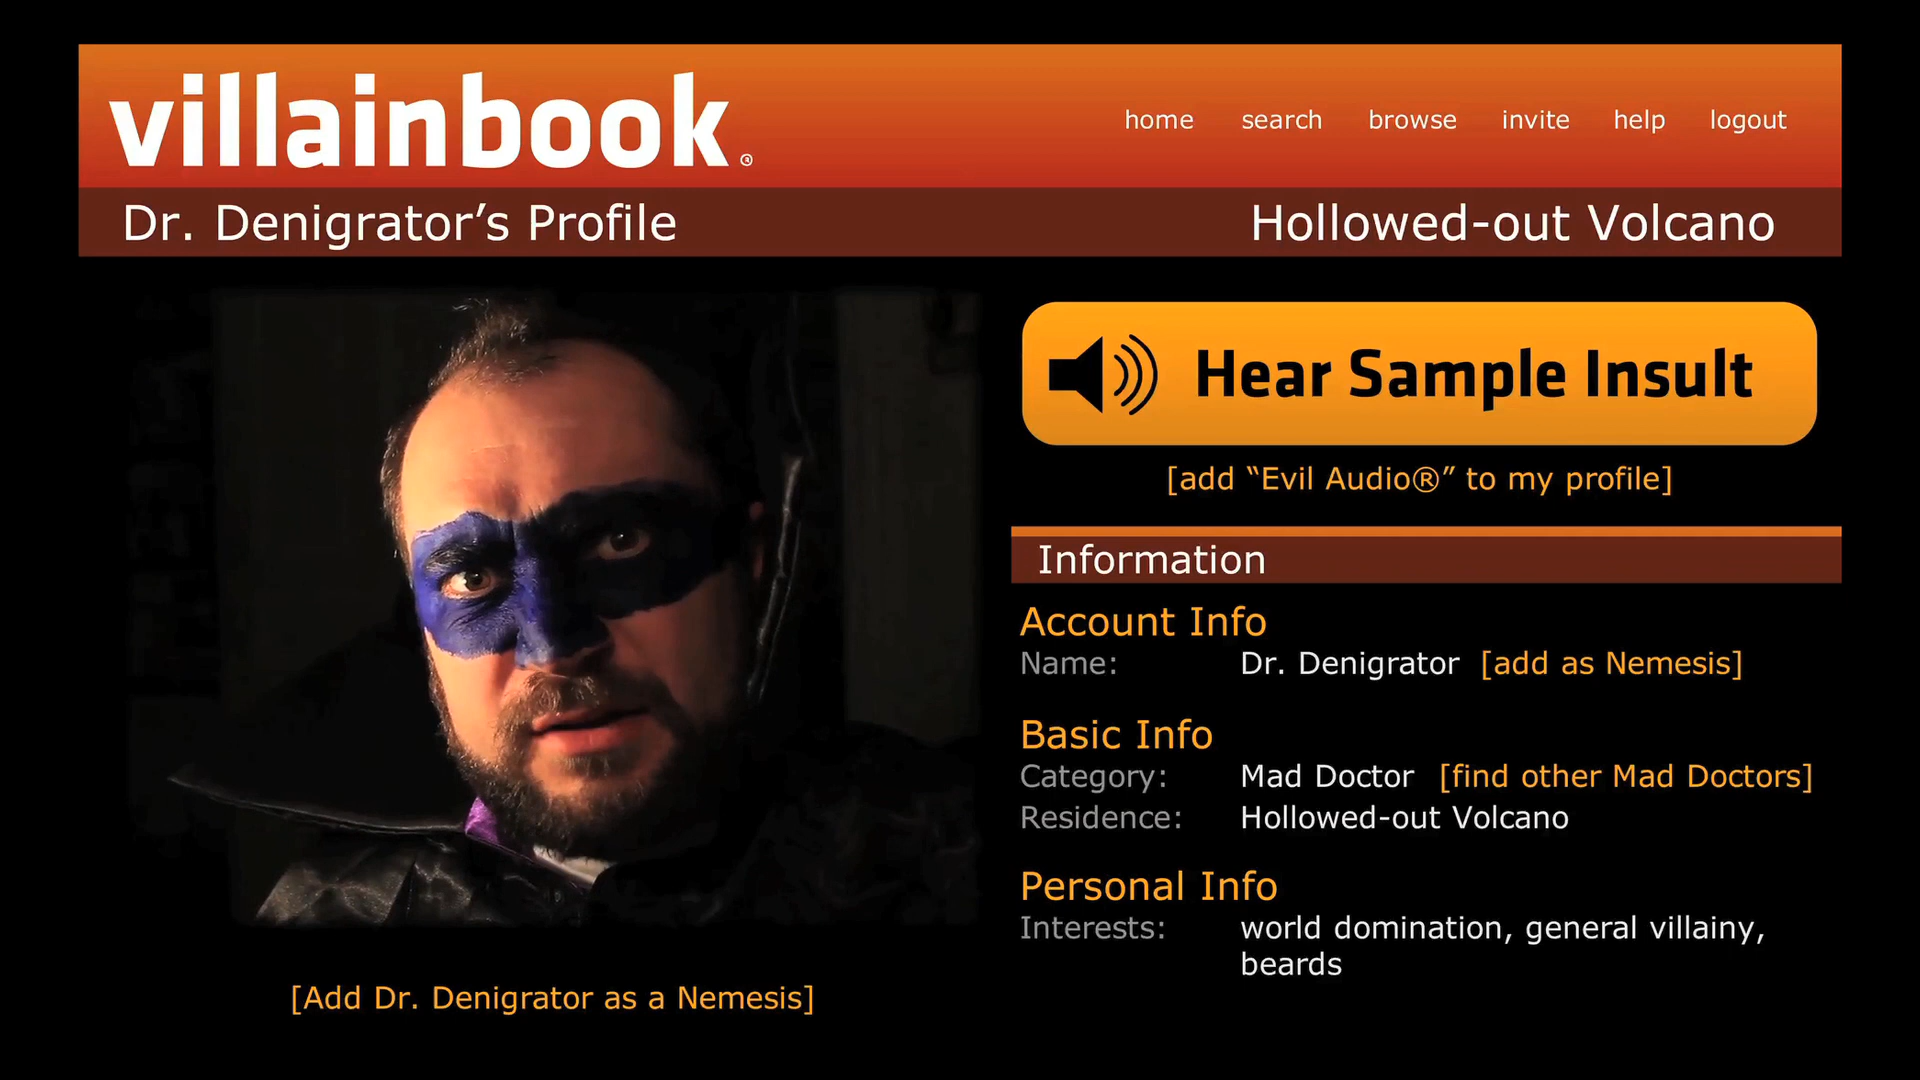 villainbook®
home search browse invite help logout
Dr. Denigrator’s Profile
Hollowed-out Volcano
Hear Sample Insult
[add “Evil Audio®” to my profile]
Information
Account Info
Name: Dr. Denigrator [add as Nemesis]
Basic Info
Category: Mad Doctor [find other Mad Doctors]
Residence: Hollowed-out Volcano
Personal Info
Interests: world domination, general villainy,
beards
[Add Dr. Denigrator as a Nemesis]